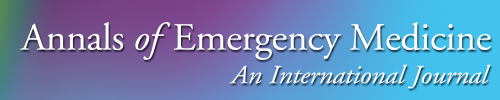 Annals of Emergency Medicine
An International Journal